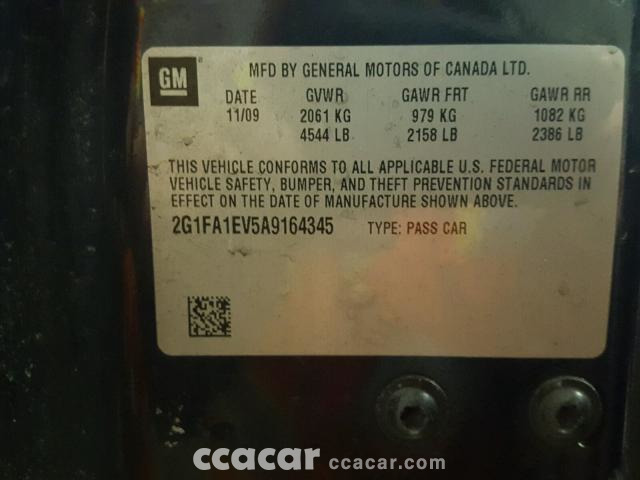 GM
MFD BY GENERAL MOTORS OF CANADA LTD.
DATE GVWR GAWR FRT GAWR RR
11/09 2061 KG 979 KG 1082 KG
4544 LB 2158 LB 2386 LB
THIS VEHICLE CONFORMS TO ALL APPLICABLE U.S. FEDERAL MOTOR
VEHICLE SAFETY, BUMPER, AND THEFT PREVENTION STANDARDS IN
EFFECT ON THE DATE OF MANUFACTURE SHOWN ABOVE.
2G1FA1EV5A9164345 TYPE: PASS CAR
ccacar ccacar.com